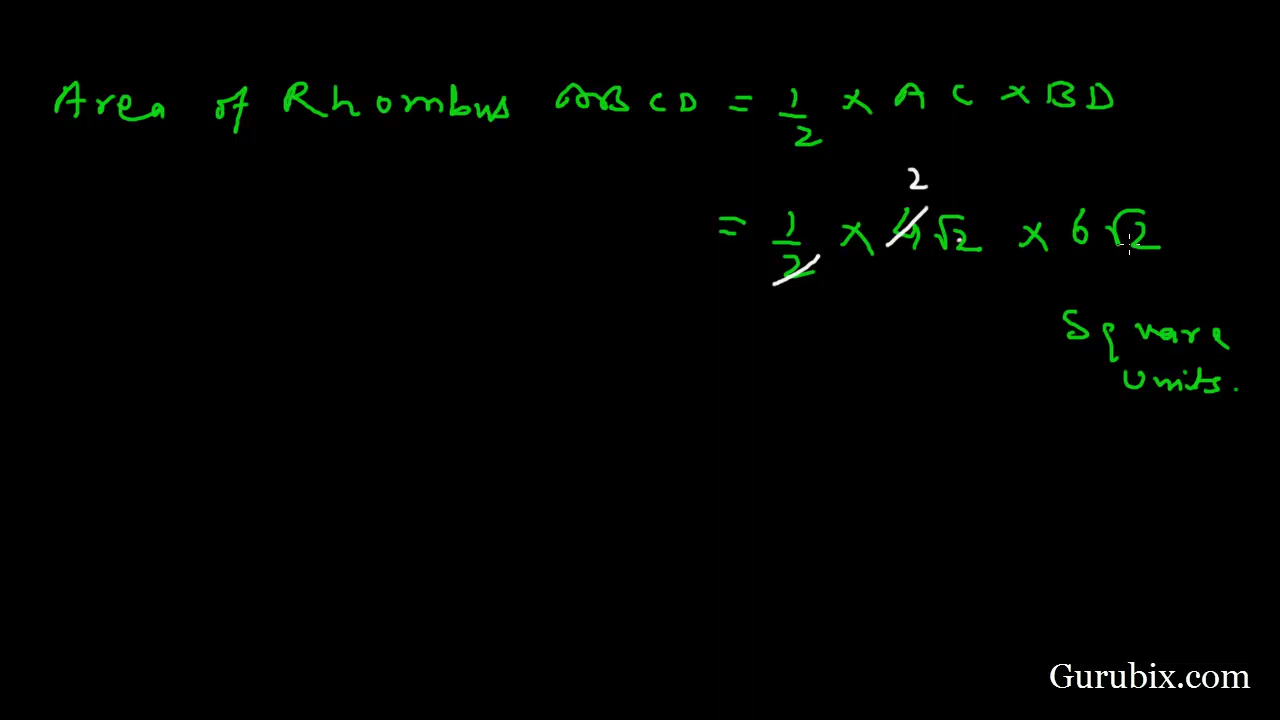 Area of Rhombus ABCD = 1/2 × AC × BD
2
= 1/2 × 4√2 × 6√2
Square
Units.
Gurubix.com